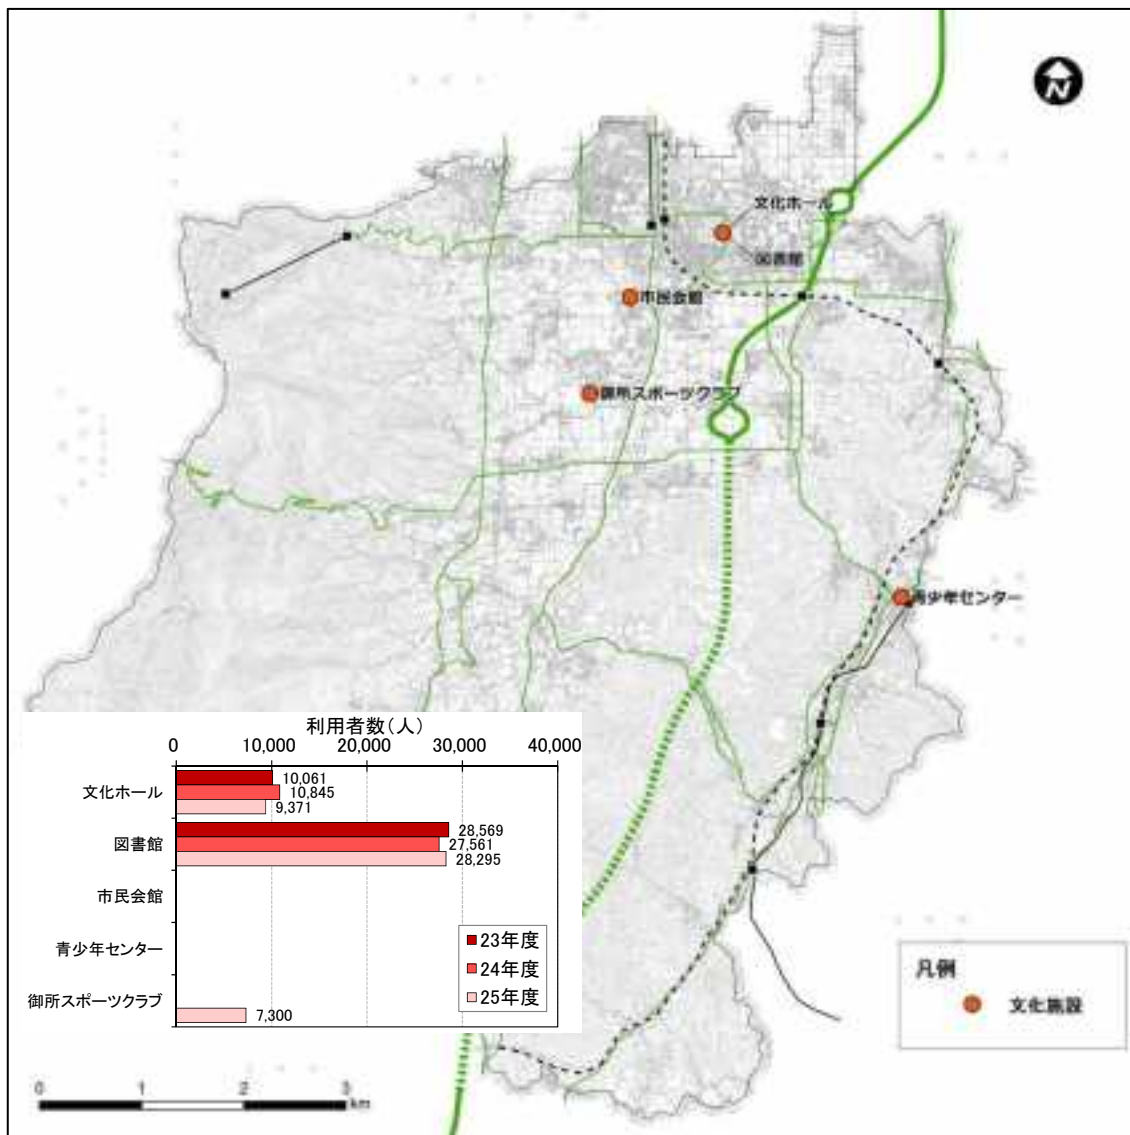 N
文化ホール
図書館
市民会館
御所スポーツクラブ
青少年センター
利用者数(人)
0 10,000 20,000 30,000 40,000
文化ホール
10,061
10,845
9,371
図書館
28,569
27,561
28,295
市民会館
青少年センター
御所スポーツクラブ
7,300
23年度
24年度
25年度
凡例
文化施設
0 1 2 3
km